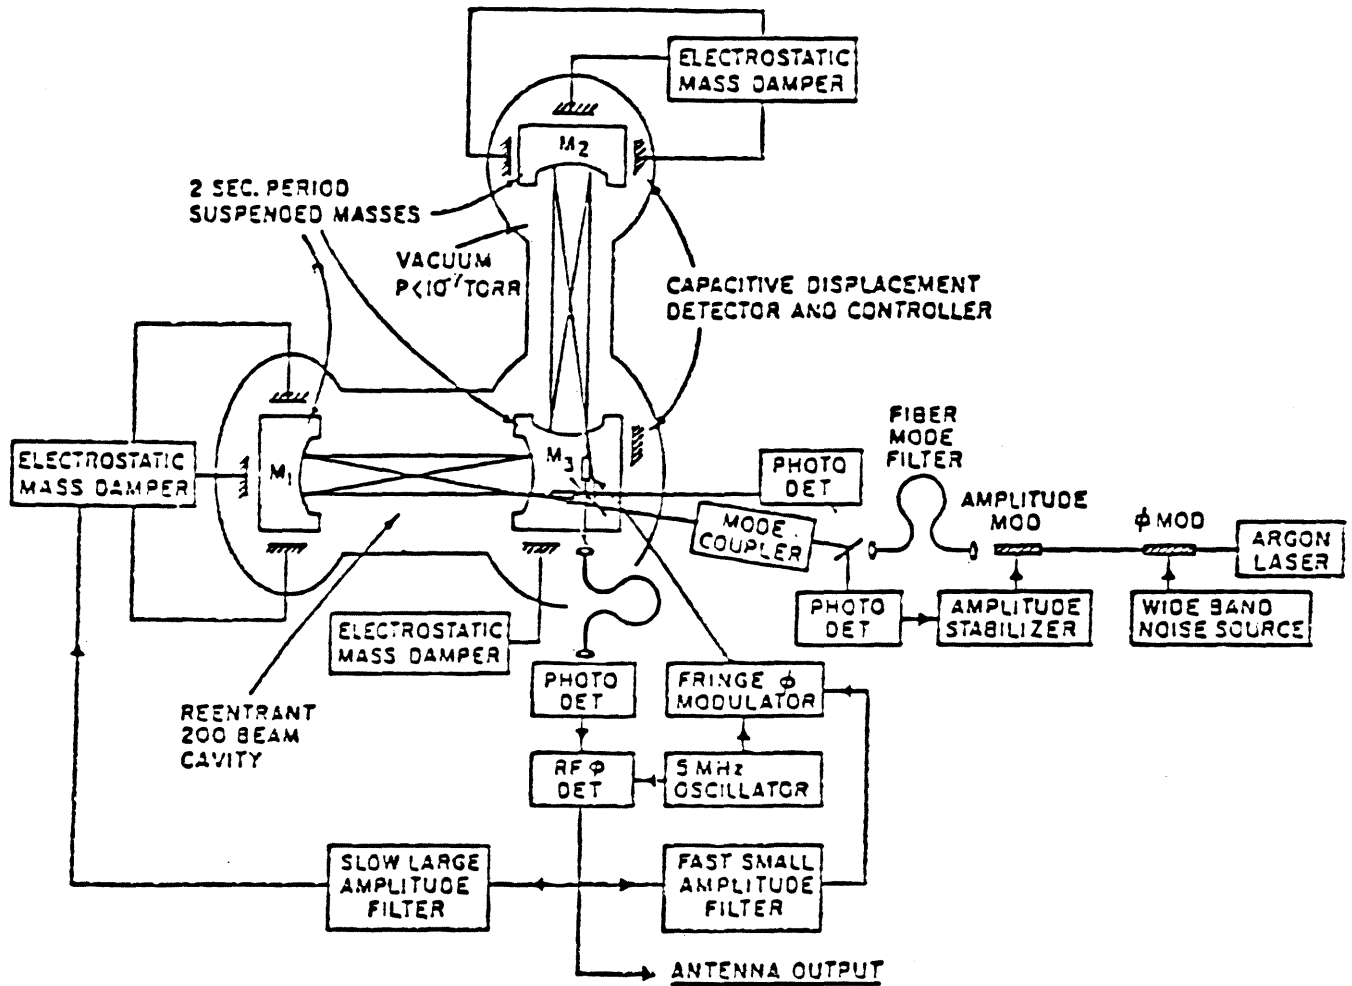 ELECTROSTATIC
MASS DAMPER
M2
2 SEC. PERIOD
SUSPENDED MASSES
VACUUM
P<10⁻⁷TORR
CAPACITIVE DISPLACEMENT
DETECTOR AND CONTROLLER
ELECTROSTATIC
MASS DAMPER
M1
M3
PHOTO
DET
FIBER
MODE
FILTER
MODE
COUPLER
AMPLITUDE
MOD
ϕ MOD
ARGON
LASER
PHOTO
DET
AMPLITUDE
STABILIZER
WIDE BAND
NOISE SOURCE
ELECTROSTATIC
MASS DAMPER
REENTRANT
200 BEAM
CAVITY
PHOTO
DET
FRINGE ϕ
MODULATOR
RF ϕ
DET
5 MHz
OSCILLATOR
SLOW LARGE
AMPLITUDE
FILTER
FAST SMALL
AMPLITUDE
FILTER
ANTENNA OUTPUT